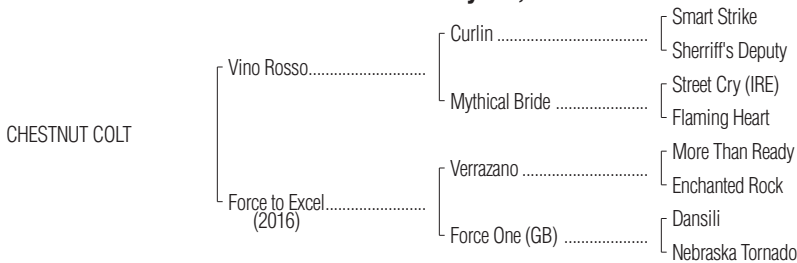 Smart Strike
Curlin
Sherriff's Deputy
Vino Rosso
Street Cry (IRE)
Mythical Bride
Flaming Heart
CHESTNUT COLT
More Than Ready
Verrazano
Enchanted Rock
Force to Excel
(2016)
Dansili
Force One (GB)
Nebraska Tornado